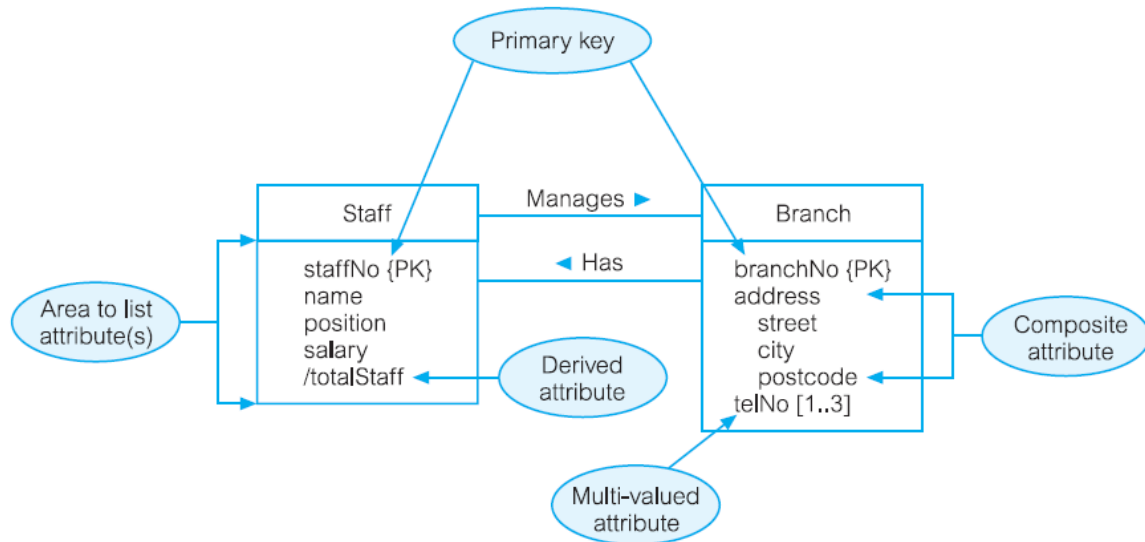 Primary key
Manages ►
Staff
Branch
◄ Has
staffNo {PK}
name
position
salary
/totalStaff
branchNo {PK}
address
street
city
postcode
telNo [1..3]
Area to list
attribute(s)
Derived
attribute
Composite
attribute
Multi-valued
attribute